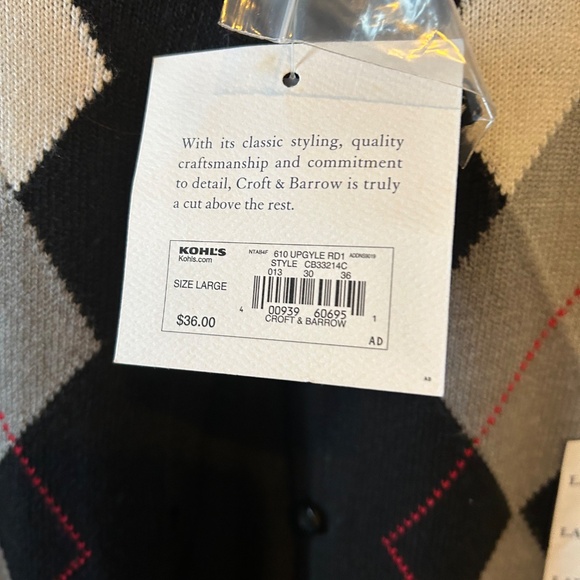 With its classic styling, quality
craftsmanship and commitment
to detail, Croft & Barrow is truly
a cut above the rest.
KOHL'S
Kohls.com
NTAB4F 610 UPGYLE RD1
STYLE CB33214C
013 30 36
SIZE LARGE
4 00939 60695 1
$36.00
CROFT & BARROW
AD